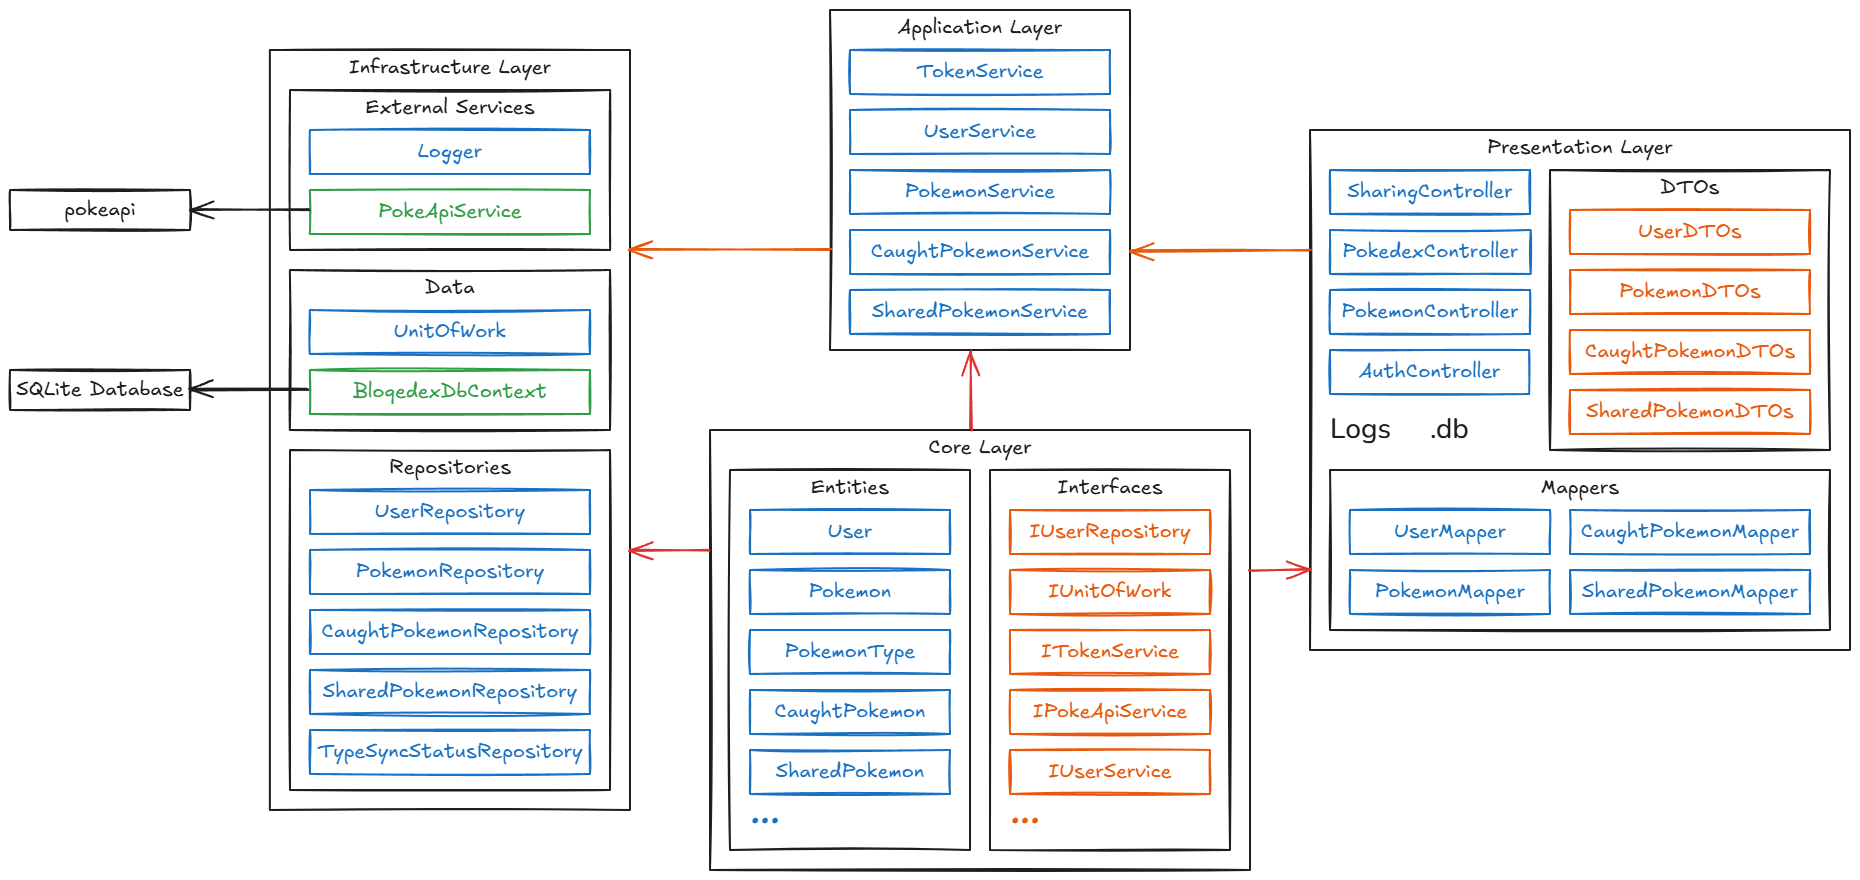 pokeapi
SQLite Database
Infrastructure Layer
External Services
Logger
PokeApiService
Data
UnitOfWork
BlogedexDbContext
Repositories
UserRepository
PokemonRepository
CaughtPokemonRepository
SharedPokemonRepository
TypeSyncStatusRepository
Application Layer
TokenService
UserService
PokemonService
CaughtPokemonService
SharedPokemonService
Core Layer
Entities
User
Pokemon
PokemonType
CaughtPokemon
SharedPokemon
...
Interfaces
IUserRepository
IUnitOfWork
ITokenService
IPokeApiService
IUserService
...
Presentation Layer
SharingController
PokedexController
PokemonController
AuthController
Logs .db
DTOs
UserDTOs
PokemonDTOs
CaughtPokemonDTOs
SharedPokemonDTOs
Mappers
UserMapper
CaughtPokemonMapper
PokemonMapper
SharedPokemonMapper